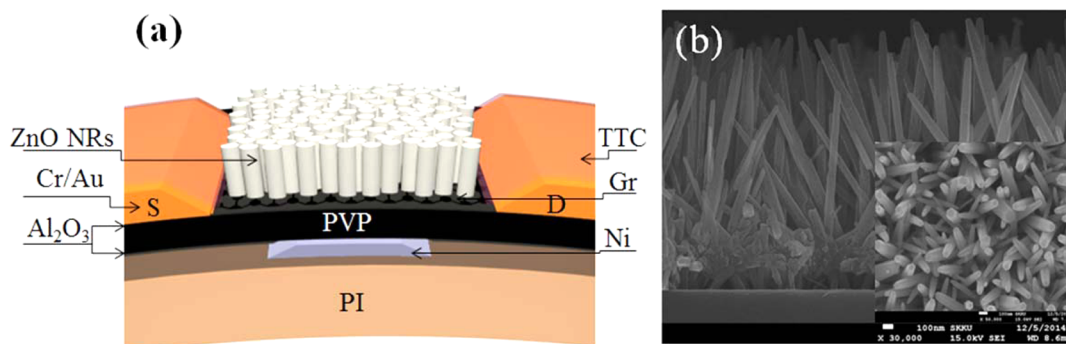 (a)
ZnO NRs
Cr/Au
Al2O3
S
PVP
PI
D
TTC
Gr
Ni
(b)
100nm SKKU 12/5/2014
X 30,000 15.0kV SEI MD 8.6m